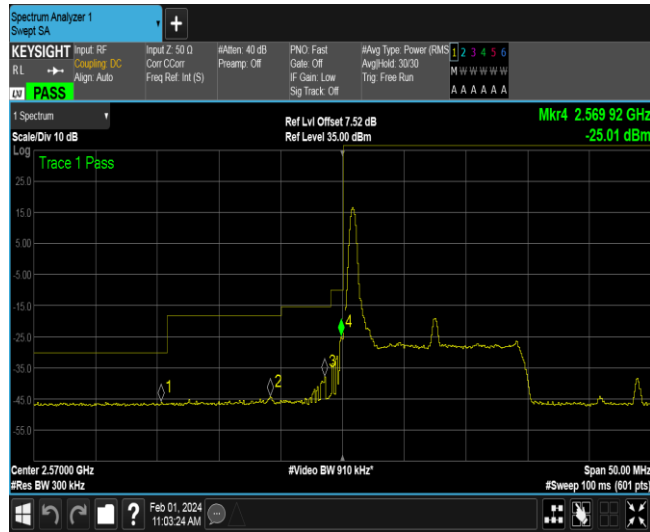 Spectrum Analyzer 1
Swept SA
+
KEYSIGHT
RL
LXI PASS
Input: RF
Coupling: DC
Align: Auto
Input Z: 50 Ω
Corr CCorr
Freq Ref: Int (S)
#Atten: 40 dB
Preamp: Off
PNO: Fast
Gate: Off
IF Gain: Low
Sig Track: Off
#Avg Type: Power (RMS
Avg|Hold: 30/30
Trig: Free Run
1 2 3 4 5 6
M W W W W W
A A A A A A
1 Spectrum
Scale/Div 10 dB
Ref Lvl Offset 7.52 dB
Ref Level 35.00 dBm
Mkr4 2.569 92 GHz
-25.01 dBm
Log
Trace 1 Pass
25.0
15.0
5.00
-5.00
-15.0
-25.0
-35.0
-45.0
-55.0
1
2
3
4
Center 2.57000 GHz
#Res BW 300 kHz
#Video BW 910 kHz*
Span 50.00 MHz
#Sweep 100 ms (601 pts)
?
Feb 01, 2024
11:03:24 AM